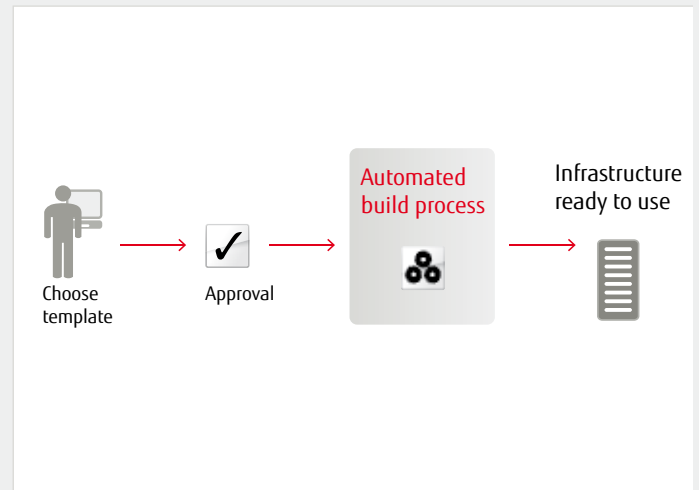 Choose
template
Approval
Automated
build process
Infrastructure
ready to use